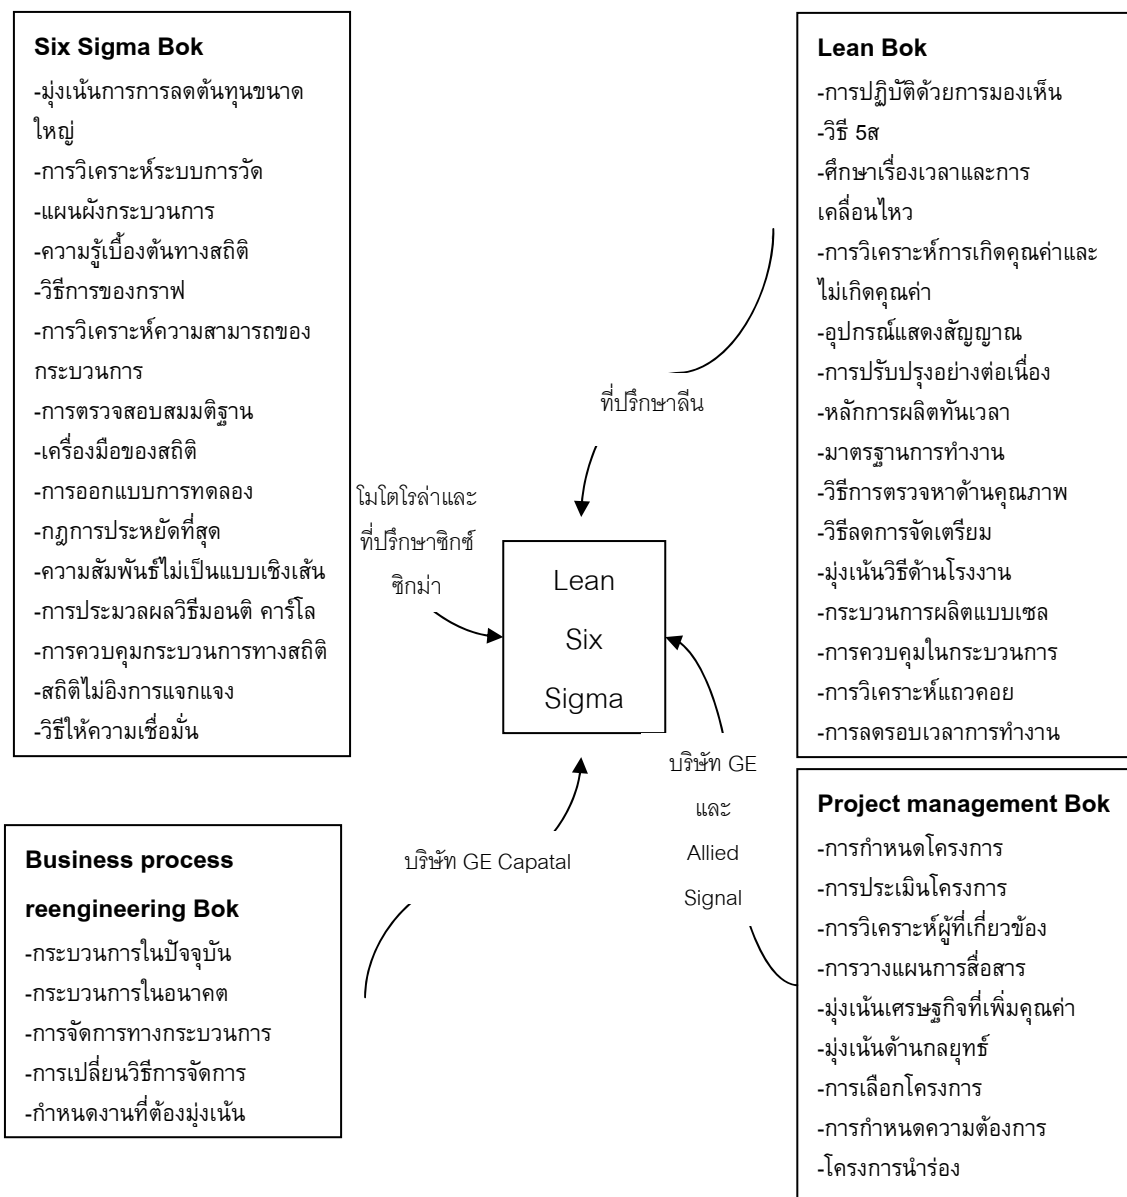 Six Sigma Bok
-มุ่งเน้นการการลดต้นทุนขนาด
ใหญ่
-การวิเคราะห์ระบบการวัด
-แผนผังกระบวนการ
-ความรู้เบื้องต้นทางสถิติ
-วิธีการของกราฟ
-การวิเคราะห์ความสามารถของ
กระบวนการ
-การตรวจสอบสมมติฐาน
-เครื่องมือของสถิติ
-การออกแบบการทดลอง
-กฎการประหยัดที่สุด
-ความสัมพันธ์ไม่เป็นแบบเชิงเส้น
-การประมวลผลวิธีมอนติ คาร์โล
-การควบคุมกระบวนการทางสถิติ
-สถิติไม่อิงการแจกแจง
-วิธีให้ความเชื่อมั่น
Lean Bok
-การปฏิบัติด้วยการมองเห็น
-วิธี 5ส
-ศึกษาเรื่องเวลาและการ
เคลื่อนไหว
-การวิเคราะห์การเกิดคุณค่าและ
ไม่เกิดคุณค่า
-อุปกรณ์แสดงสัญญาณ
-การปรับปรุงอย่างต่อเนื่อง
-หลักการผลิตทันเวลา
-มาตรฐานการทำงาน
-วิธีการตรวจหาด้านคุณภาพ
-วิธีลดการจัดเตรียม
-มุ่งเน้นวิธีด้านโรงงาน
-กระบวนการผลิตแบบเซล
-การควบคุมในกระบวนการ
-การวิเคราะห์แถวคอย
-การลดรอบเวลาการทำงาน
ที่ปรึกษาลีน
โมโตโรล่าและ
ที่ปรึกษาซิกซ์
ซิกม่า
Lean
Six
Sigma
บริษัท GE
และ
Allied
Signal
บริษัท GE Capatal
Business process
reengineering Bok
-กระบวนการในปัจจุบัน
-กระบวนการในอนาคต
-การจัดการทางกระบวนการ
-การเปลี่ยนวิธีการจัดการ
-กำหนดงานที่ต้องมุ่งเน้น
Project management Bok
-การกำหนดโครงการ
-การประเมินโครงการ
-การวิเคราะห์ผู้ที่เกี่ยวข้อง
-การวางแผนการสื่อสาร
-มุ่งเน้นเศรษฐกิจที่เพิ่มคุณค่า
-มุ่งเน้นด้านกลยุทธ์
-การเลือกโครงการ
-การกำหนดความต้องการ
-โครงการนำร่อง